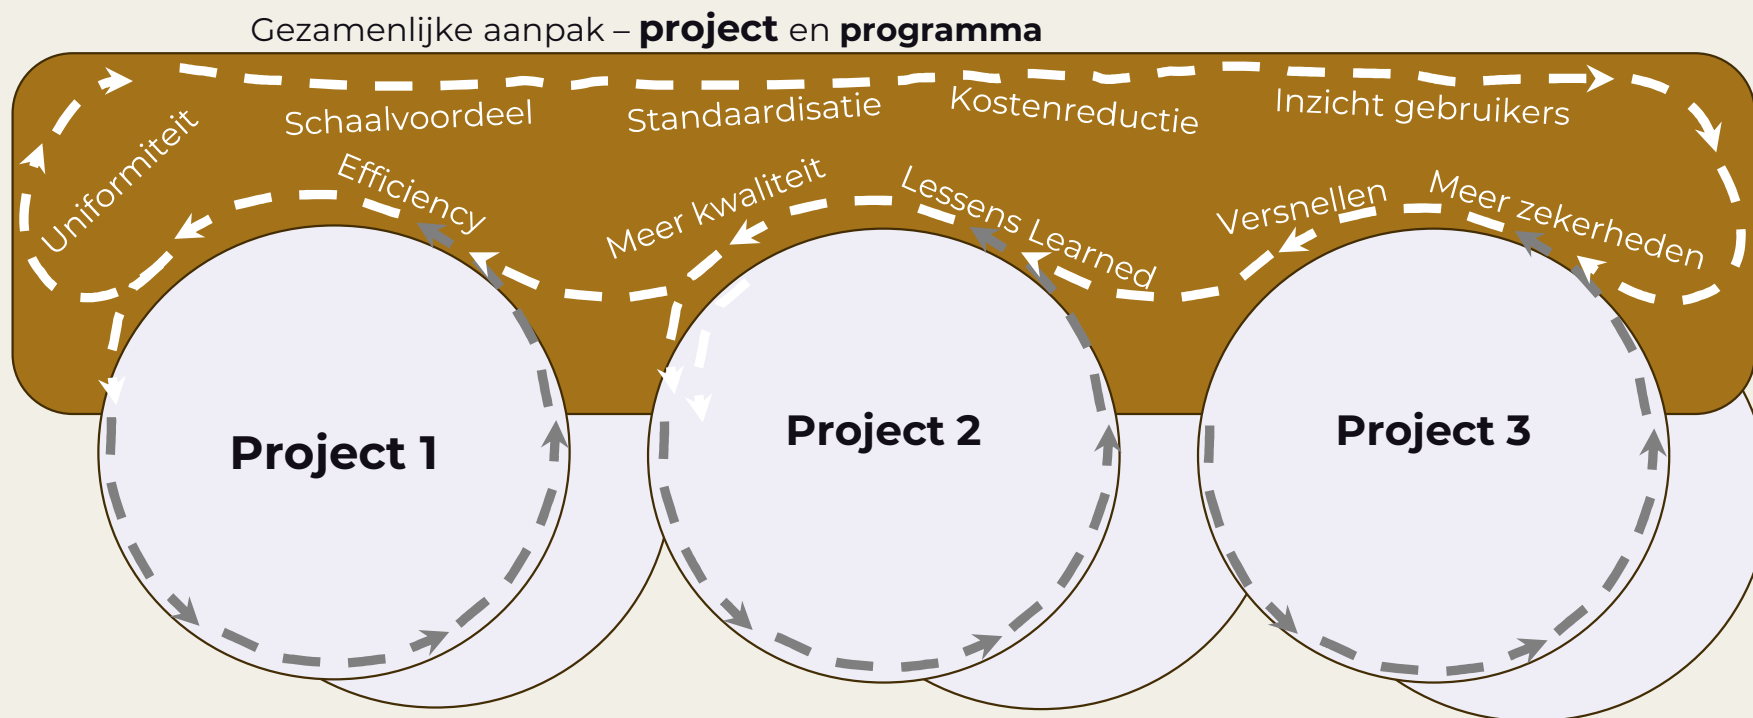 Gezamenlijke aanpak – project en programma
Uniformiteit
Schaalvoordeel
Standaardisatie
Kostenreductie
Inzicht gebruikers
Efficiency
Meer kwaliteit
Lessens Learned
Versnellen
Meer zekerheden
Project 1
Project 2
Project 3